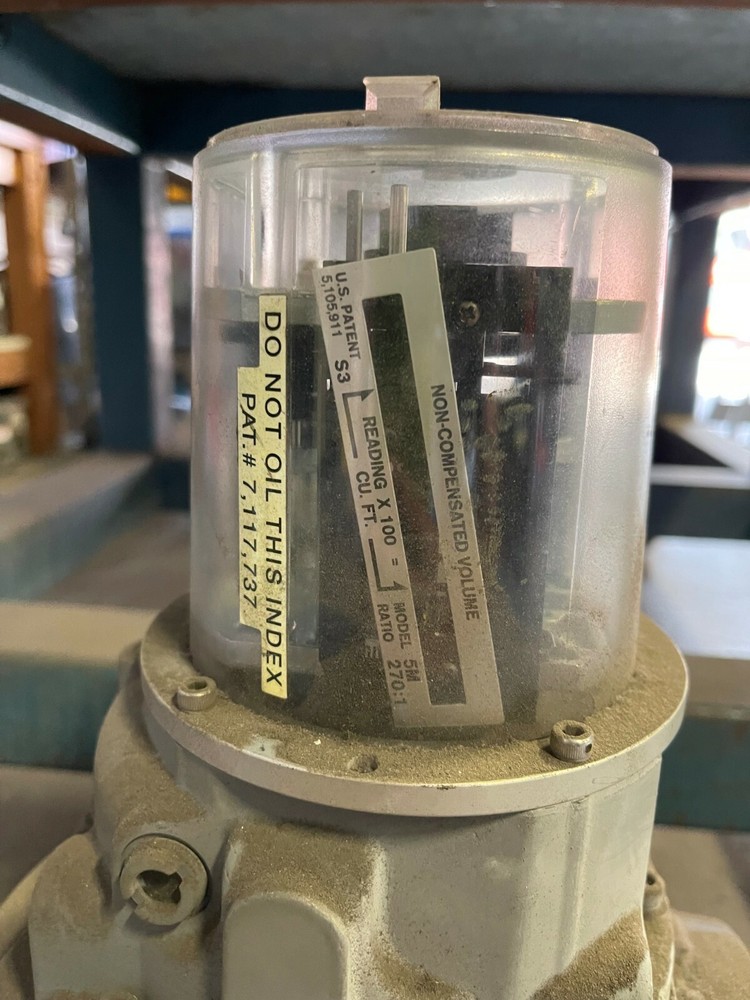 DO NOT OIL THIS INDEX
PAT.# 7,117,737
U.S. PATENT
5,105,911
S3
READING X 100 =
CU. FT.
MODEL 5M
RATIO 270:1
NON-COMPENSATED VOLUME